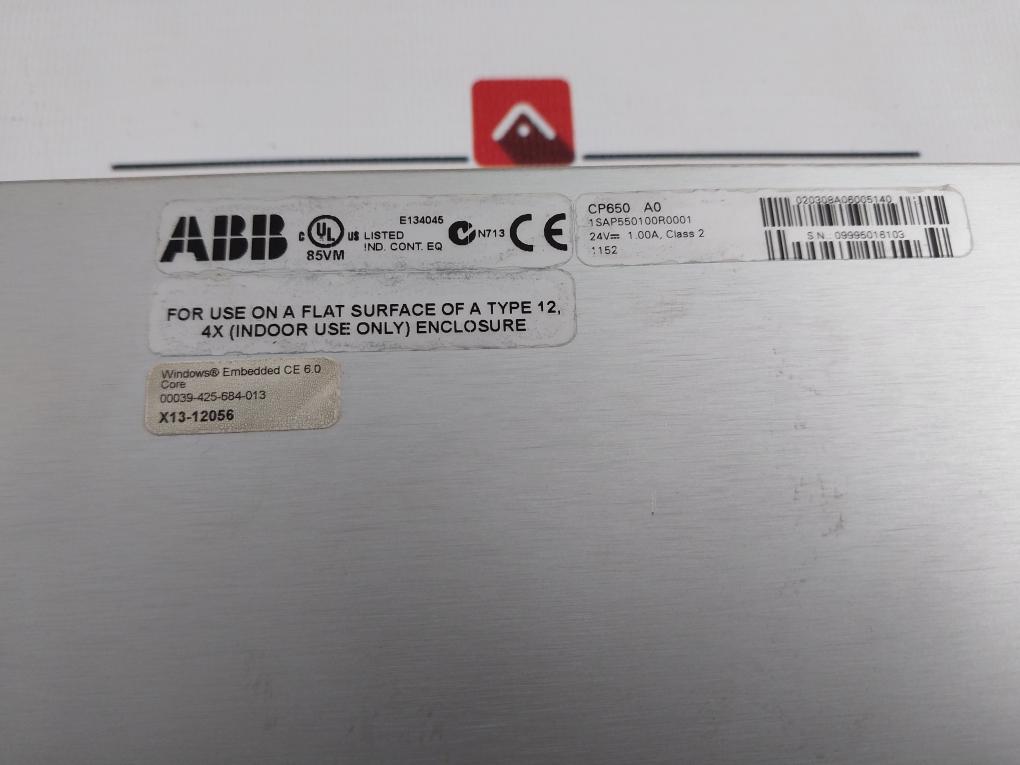 ABB
c UL us LISTED
E134045
IND. CONT. EQ
85VM
N713
CE
CP650 A0
1SAP550100R0001
24V⎓ 1.00A, Class 2
1152
020308A06005140
S.N.: 09995016103
FOR USE ON A FLAT SURFACE OF A TYPE 12,
4X (INDOOR USE ONLY) ENCLOSURE
Windows® Embedded CE 6.0
Core
00039-425-684-013
X13-12056